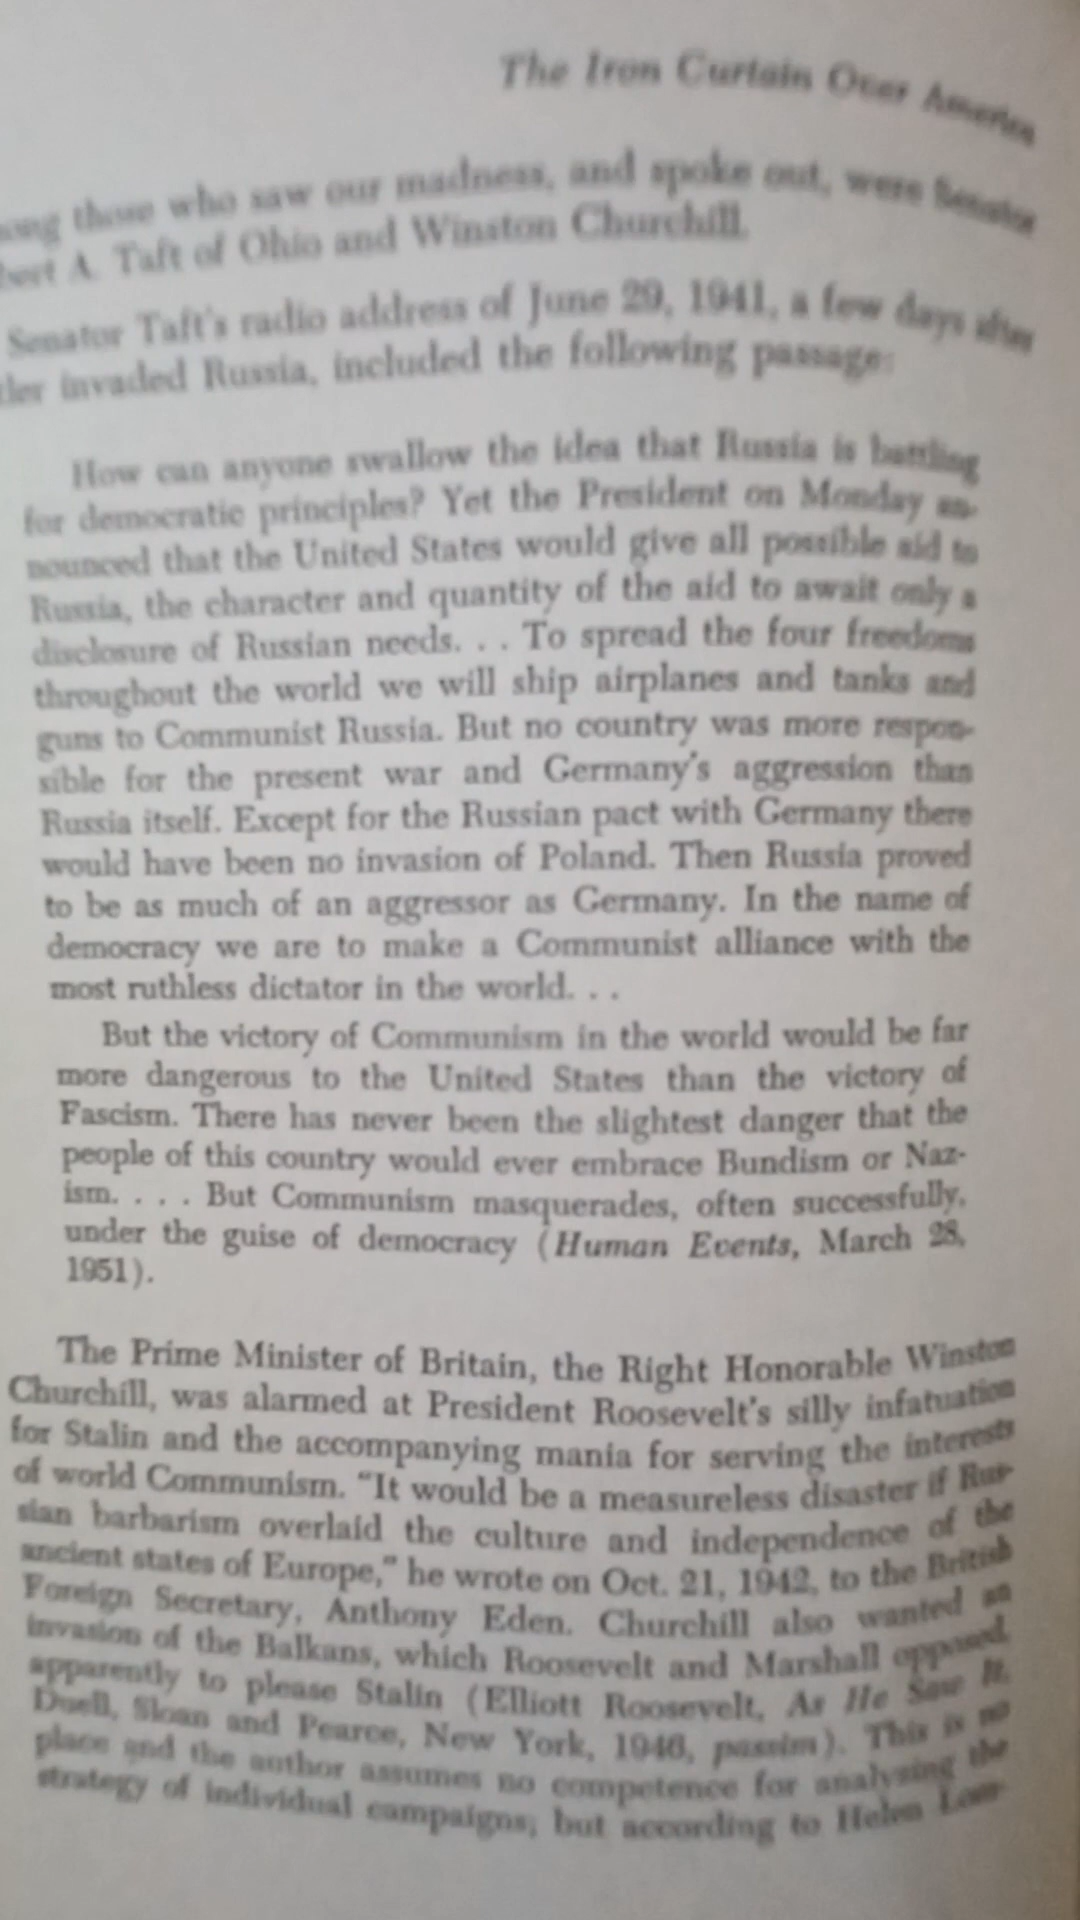 The Iron Curtain Over America
those who saw our madness, and spoke out, were Senator
A. Taft of Ohio and Winston Churchill.
Senator Taft's radio address of June 29, 1941, a few days after
invaded Russia, included the following passage:
How can anyone swallow the idea that Russia is battling
for democratic principles? Yet the President on Monday an-
nounced that the United States would give all possible aid to
Russia, the character and quantity of the aid to await only a
disclosure of Russian needs. . . To spread the four freedoms
throughout the world we will ship airplanes and tanks and
guns to Communist Russia. But no country was more respon-
sible for the present war and Germany's aggression than
Russia itself. Except for the Russian pact with Germany there
would have been no invasion of Poland. Then Russia proved
to be as much of an aggressor as Germany. In the name of
democracy we are to make a Communist alliance with the
most ruthless dictator in the world. . .
But the victory of Communism in the world would be far
more dangerous to the United States than the victory of
Fascism. There has never been the slightest danger that the
people of this country would ever embrace Bundism or Naz-
ism. . . . But Communism masquerades, often successfully,
under the guise of democracy (Human Events, March 28,
1951).
The Prime Minister of Britain, the Right Honorable Winston
Churchill, was alarmed at President Roosevelt's silly infatuation
for Stalin and the accompanying mania for serving the interests
of world Communism. "It would be a measureless disaster if Rus-
sian barbarism overlaid the culture and independence of the
ancient states of Europe," he wrote on Oct. 21, 1942, to the British
Foreign Secretary, Anthony Eden. Churchill also wanted an
invasion of the Balkans, which Roosevelt and Marshall opposed,
apparently to please Stalin (Elliott Roosevelt, As He Saw It,
Duell, Sloan and Pearce, New York, 1946, passim). This is no
place and the author assumes no competence for analysing the
strategy of individual campaigns; but according to Helen Lom-